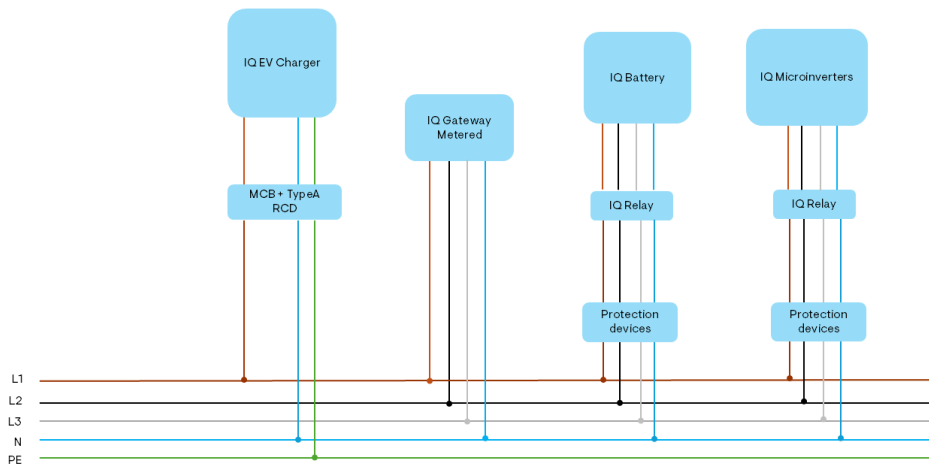 IQ EV Charger
IQ Gateway
Metered
IQ Battery
IQ Microinverters
MCB + TypeA
RCD
IQ Relay
IQ Relay
Protection
devices
Protection
devices
L1
L2
L3
N
PE